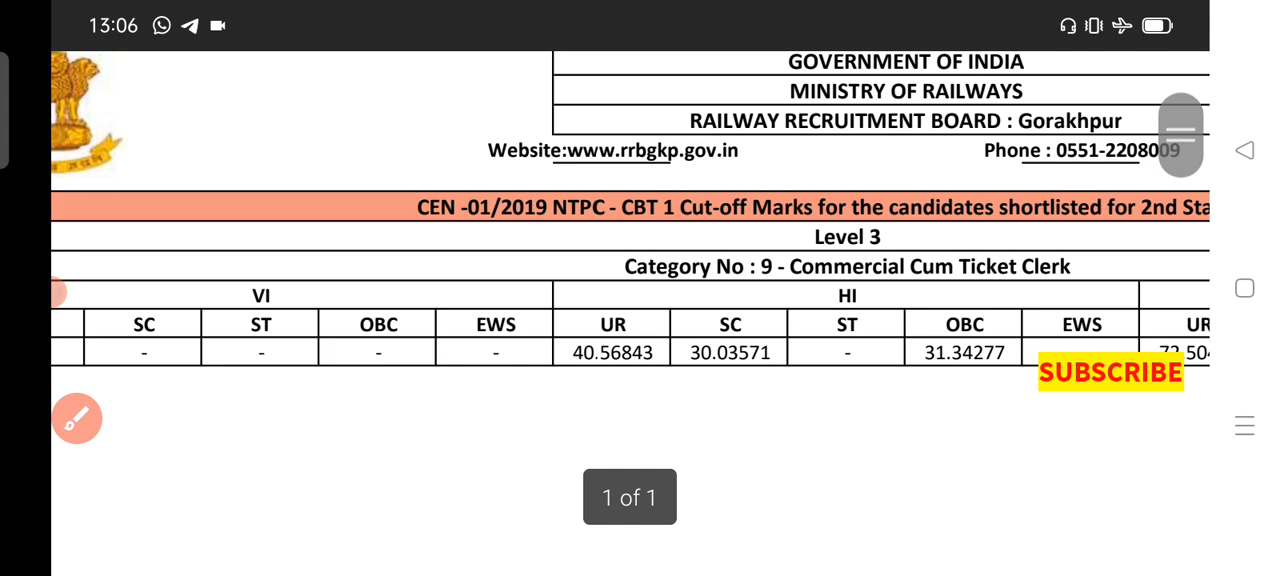 13:06
GOVERNMENT OF INDIA
MINISTRY OF RAILWAYS
RAILWAY RECRUITMENT BOARD : Gorakhpur
Website:www.rrbgkp.gov.in Phone : 0551-2208009
CEN -01/2019 NTPC - CBT 1 Cut-off Marks for the candidates shortlisted for 2nd Sta
Level 3
Category No : 9 - Commercial Cum Ticket Clerk
VI HI
SC ST OBC EWS UR SC ST OBC EWS UR
- - - - 40.56843 30.03571 - 31.34277
SUBSCRIBE
1 of 1